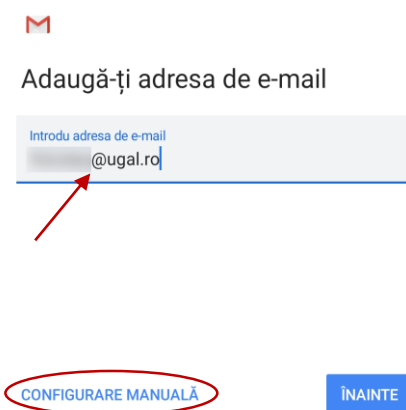 Adaugă-ți adresa de e-mail
Introdu adresa de e-mail
@ugal.ro
CONFIGURARE MANUALĂ
ÎNAINTE